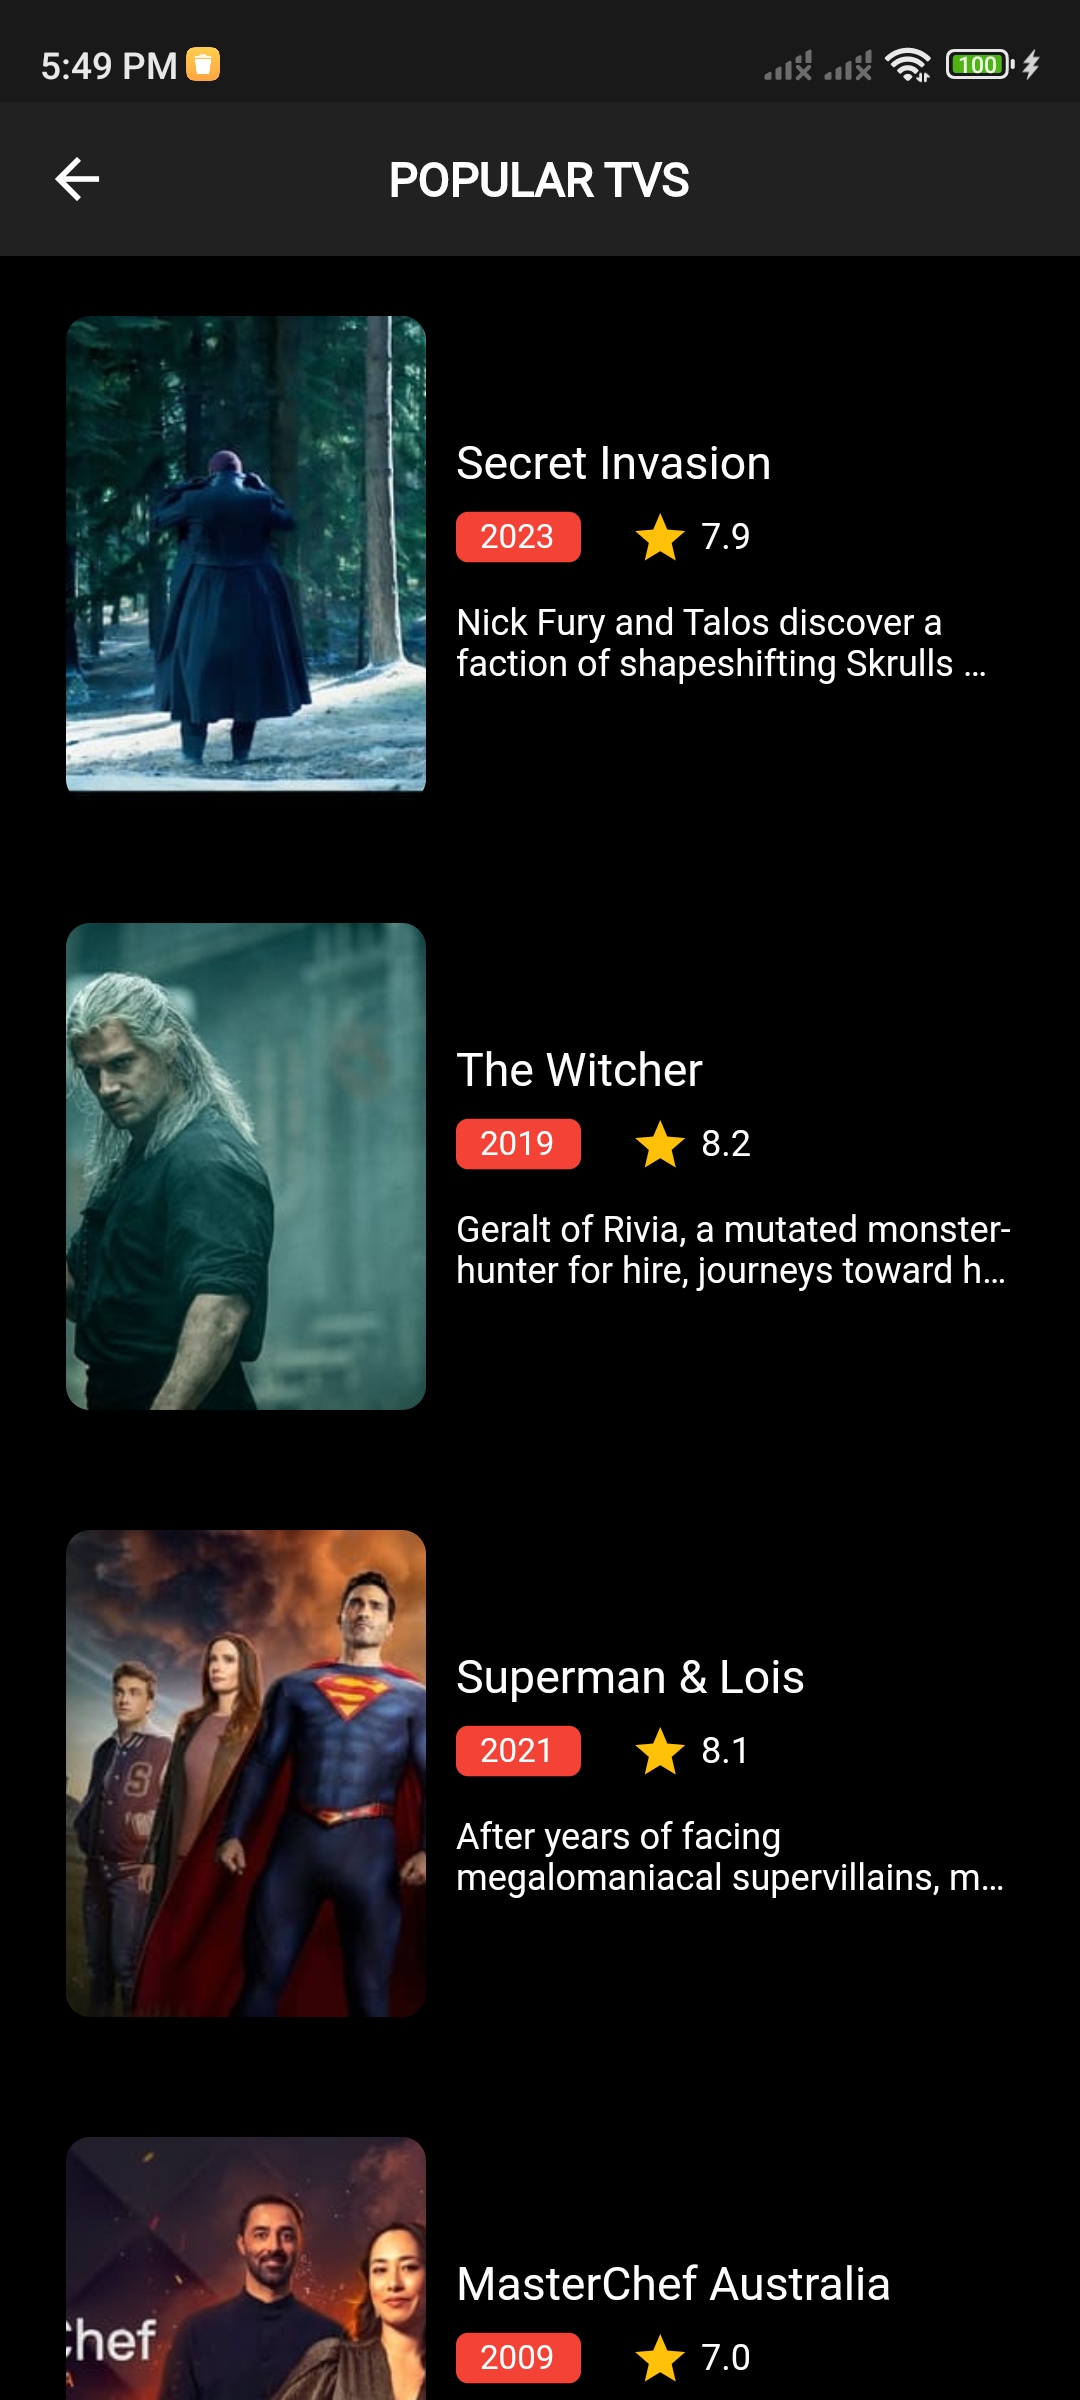 5:49 PM
100
POPULAR TVS
Secret Invasion
2023
7.9
Nick Fury and Talos discover a
faction of shapeshifting Skrulls …
The Witcher
2019
8.2
Geralt of Rivia, a mutated monster-
hunter for hire, journeys toward h…
Superman & Lois
2021
8.1
After years of facing
megalomaniacal supervillains, m…
S
MasterChef Australia
2009
7.0
Chef